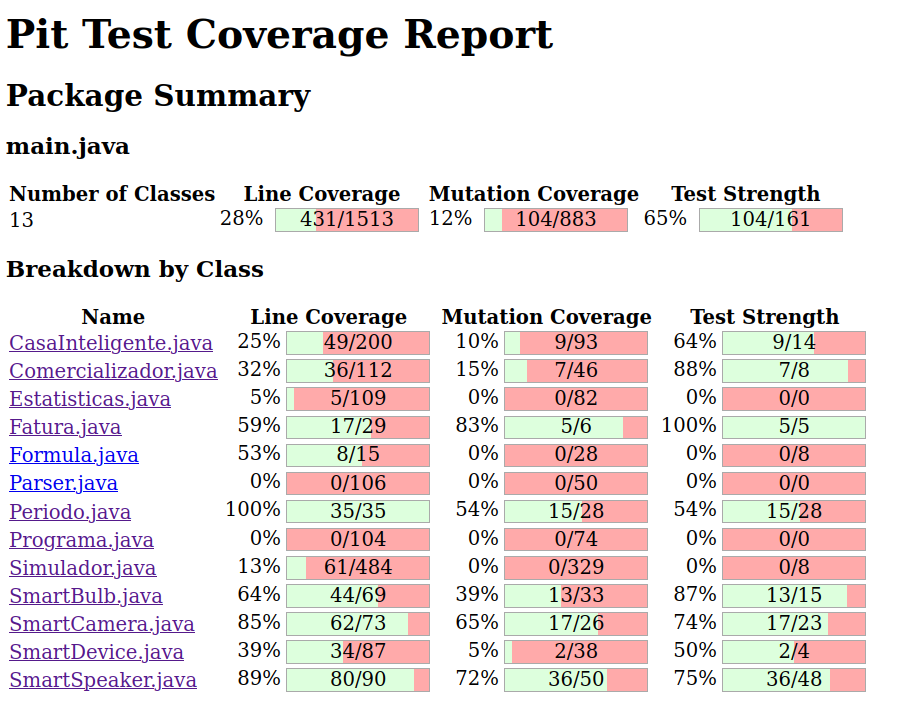 Pit Test Coverage Report
Package Summary
main.java
Number of Classes Line Coverage Mutation Coverage Test Strength
13 28% 431/1513 12% 104/883 65% 104/161
Breakdown by Class
Name Line Coverage Mutation Coverage Test Strength
CasaInteligente.java 25% 49/200 10% 9/93 64% 9/14
Comercializador.java 32% 36/112 15% 7/46 88% 7/8
Estatisticas.java 5% 5/109 0% 0/82 0% 0/0
Fatura.java 59% 17/29 83% 5/6 100% 5/5
Formula.java 53% 8/15 0% 0/28 0% 0/8
Parser.java 0% 0/106 0% 0/50 0% 0/0
Periodo.java 100% 35/35 54% 15/28 54% 15/28
Programa.java 0% 0/104 0% 0/74 0% 0/0
Simulador.java 13% 61/484 0% 0/329 0% 0/8
SmartBulb.java 64% 44/69 39% 13/33 87% 13/15
SmartCamera.java 85% 62/73 65% 17/26 74% 17/23
SmartDevice.java 39% 34/87 5% 2/38 50% 2/4
SmartSpeaker.java 89% 80/90 72% 36/50 75% 36/48